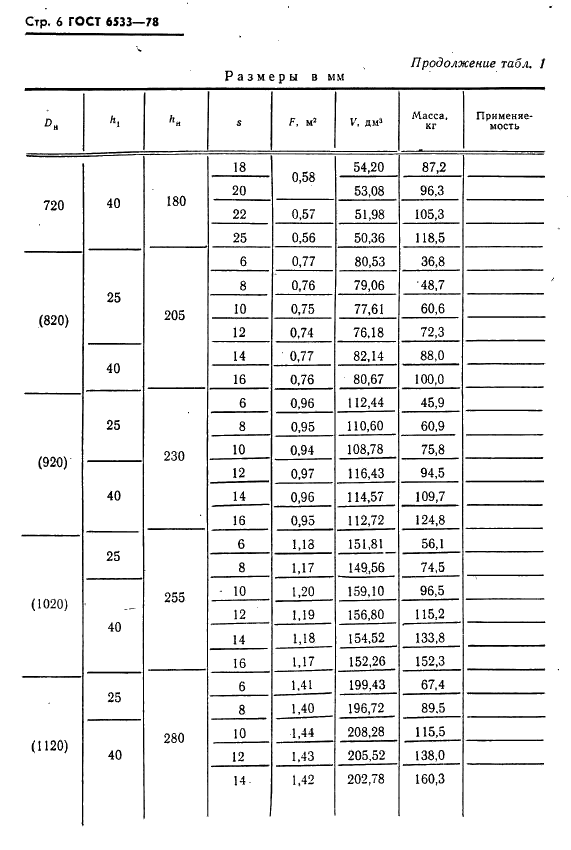 Стр. 6 ГОСТ 6533—78
Продолжение табл. 1
Размеры в мм
Dн h1 hн s F, м² V, дм³ Масса, кг Применяе-мость
720 40 180 18 0,58 54,20 87,2
20 53,08 96,3
22 0,57 51,98 105,3
25 0,56 50,36 118,5
(820) 25 205 6 0,77 80,53 36,8
8 0,76 79,06 48,7
10 0,75 77,61 60,6
12 0,74 76,18 72,3
40 14 0,77 82,14 88,0
16 0,76 80,67 100,0
(920) 25 230 6 0,96 112,44 45,9
8 0,95 110,60 60,9
10 0,94 108,78 75,8
40 12 0,97 116,43 94,5
14 0,96 114,57 109,7
16 0,95 112,72 124,8
(1020) 25 255 6 1,18 151,81 56,1
8 1,17 149,56 74,5
40 10 1,20 159,10 96,5
12 1,19 156,80 115,2
14 1,18 154,52 133,8
16 1,17 152,26 152,3
(1120) 25 280 6 1,41 199,43 67,4
8 1,40 196,72 89,5
40 10 1,44 208,28 115,5
12 1,43 205,52 138,0
14 1,42 202,78 160,3